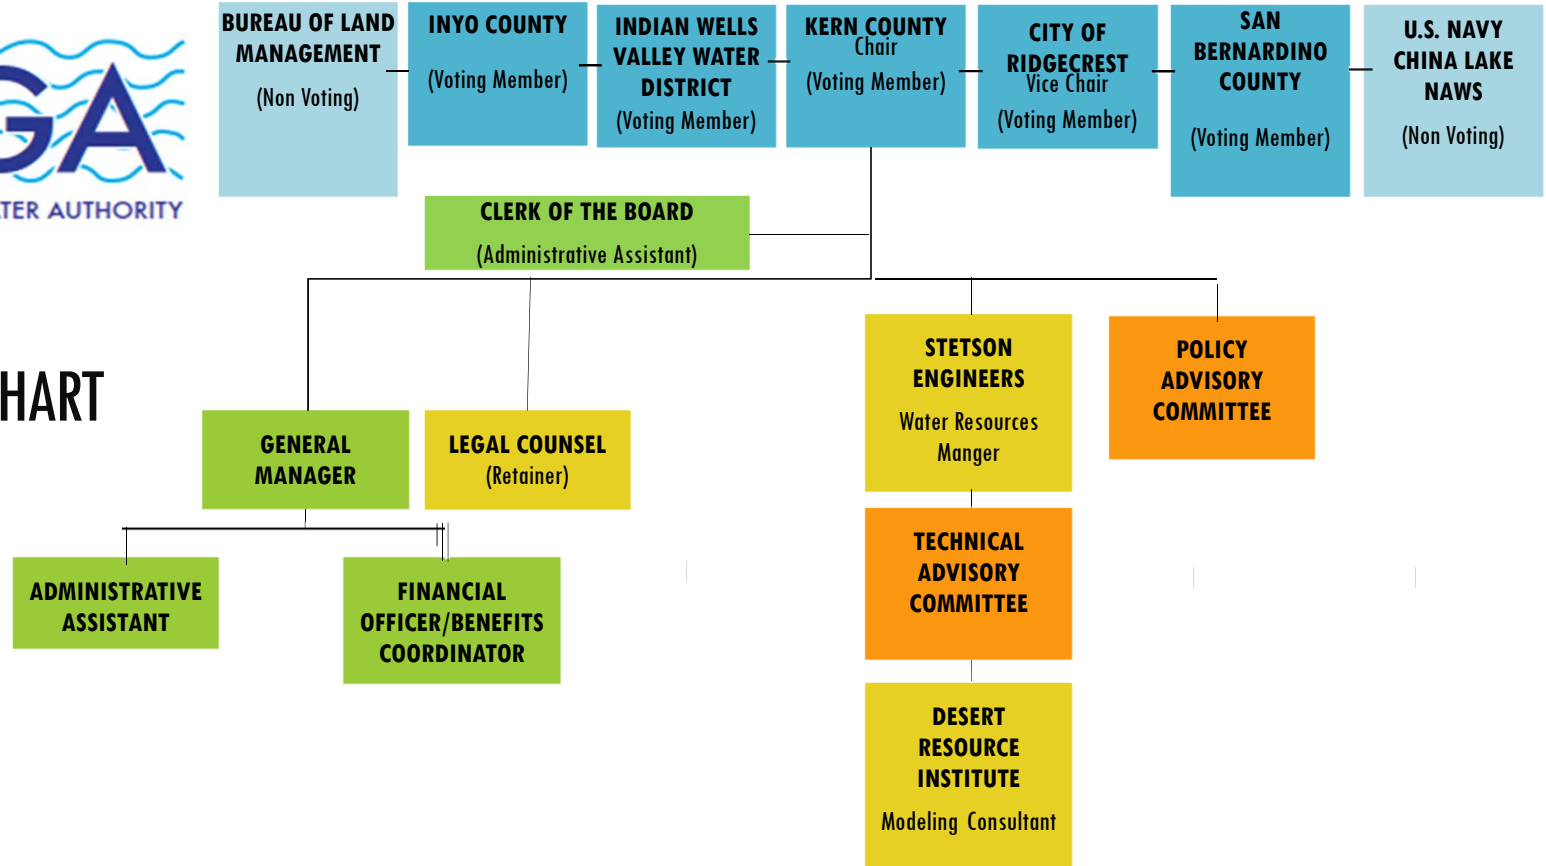 BUREAU OF LAND
MANAGEMENT
(Non Voting)
INYO COUNTY
(Voting Member)
INDIAN WELLS
VALLEY WATER
DISTRICT
(Voting Member)
KERN COUNTY
Chair
(Voting Member)
CITY OF
RIDGECREST
Vice Chair
(Voting Member)
SAN
BERNARDINO
COUNTY
(Voting Member)
U.S. NAVY
CHINA LAKE
NAWS
(Non Voting)
GA
TER AUTHORITY
CLERK OF THE BOARD
(Administrative Assistant)
HART
GENERAL
MANAGER
LEGAL COUNSEL
(Retainer)
STETSON
ENGINEERS
Water Resources
Manger
POLICY
ADVISORY
COMMITTEE
ADMINISTRATIVE
ASSISTANT
FINANCIAL
OFFICER/BENEFITS
COORDINATOR
TECHNICAL
ADVISORY
COMMITTEE
DESERT
RESOURCE
INSTITUTE
Modeling Consultant